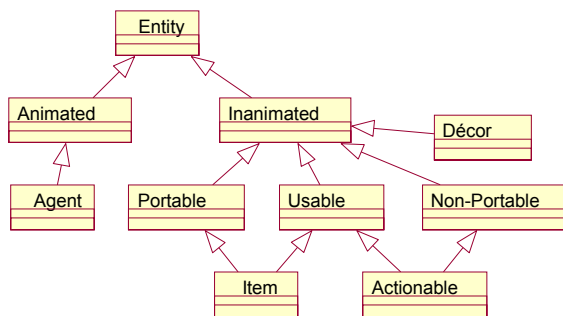 Entity
Animated
Inanimated
Décor
Agent
Portable
Usable
Non-Portable
Item
Actionable